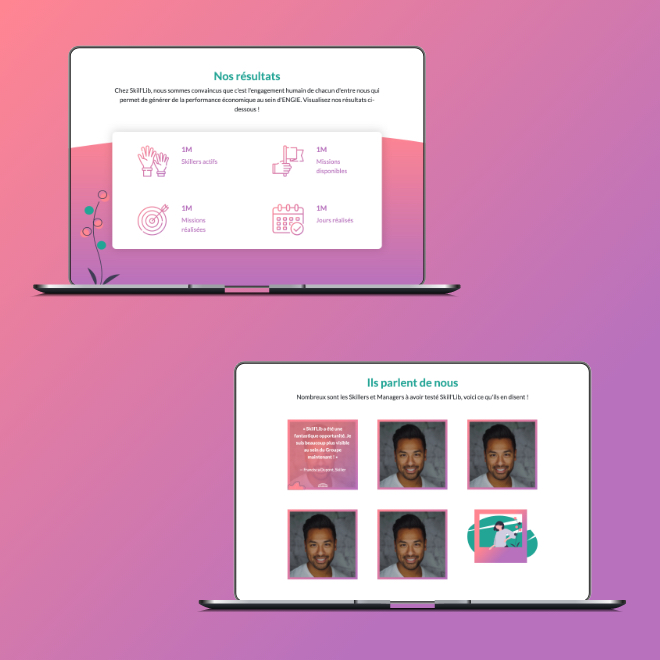 Nos résultats
Chez Skill'Lib, nous sommes convaincus que c'est l'engagement humain de chacun d'entre nous qui
permet de générer de la performance économique au sein d'ENGIE. Visualisez nos résultats ci-
dessous !
1M
Skillers actifs
1M
Missions
disponibles
1M
Missions
réalisées
1M
Jours réalisés
Ils parlent de nous
Nombreux sont les Skillers et Managers à avoir testé Skill'Lib, voici ce qu'ils en disent !
« Skill'Lib a été une
fantastique opportunité, je
suis beaucoup plus visible
au sein du Groupe
maintenant ! »